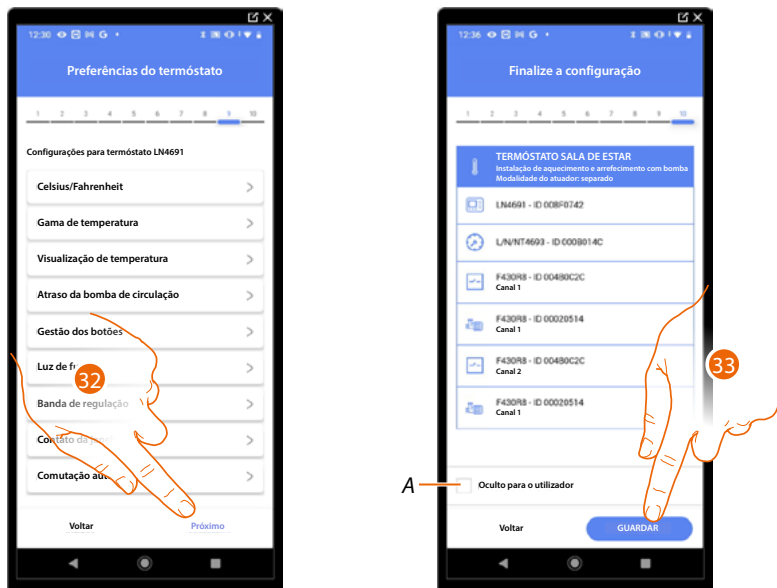 12:30
Preferências do termóstato
1 2 3 4 5 6 7 8 9 10
Configurações para termóstato LN4691
Celsius/Fahrenheit
Gama de temperatura
Visualização de temperatura
Atraso da bomba de circulação
Gestão dos botões
Luz de
32
Banda de regulação
Contato da
Comutação
Voltar
Próximo
12:36
Finalize a configuração
1 2 3 4 5 6 7 8 9 10
TERMÓSTATO SALA DE ESTAR
Instalação de aquecimento e arrefecimento com bomba
Modalidade do atuador: separado
LN4691 - ID 008F0742
L/N/NT4693 - ID 000B014C
F430R8 - ID 00480C2C
Canal 1
F430R8 - ID 00020514
Canal 1
F430R8 - ID 00480C2C
Canal 2
F430R8 - ID 00020514
Canal 1
33
A
Oculto para o utilizador
Voltar
GUARDAR